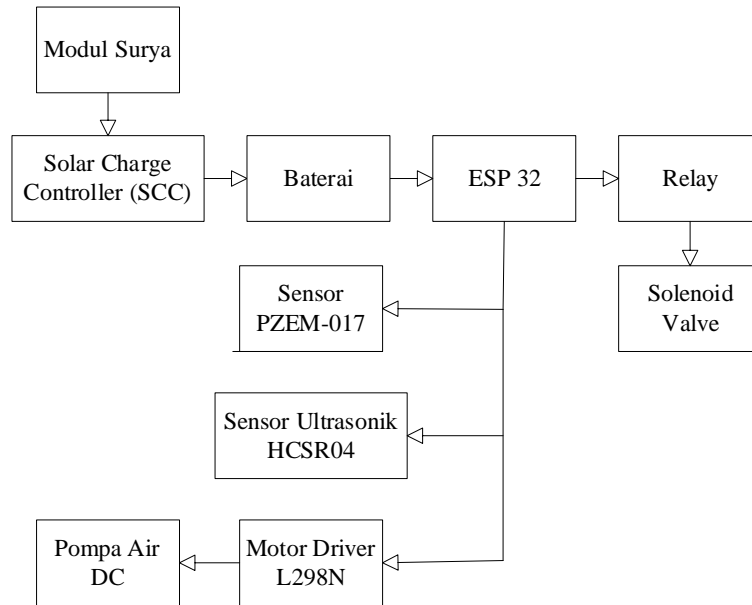 Modul Surya
Solar Charge
Controller (SCC)
Baterai
ESP 32
Relay
Sensor
PZEM-017
Solenoid
Valve
Sensor Ultrasonik
HCSR04
Pompa Air
DC
Motor Driver
L298N